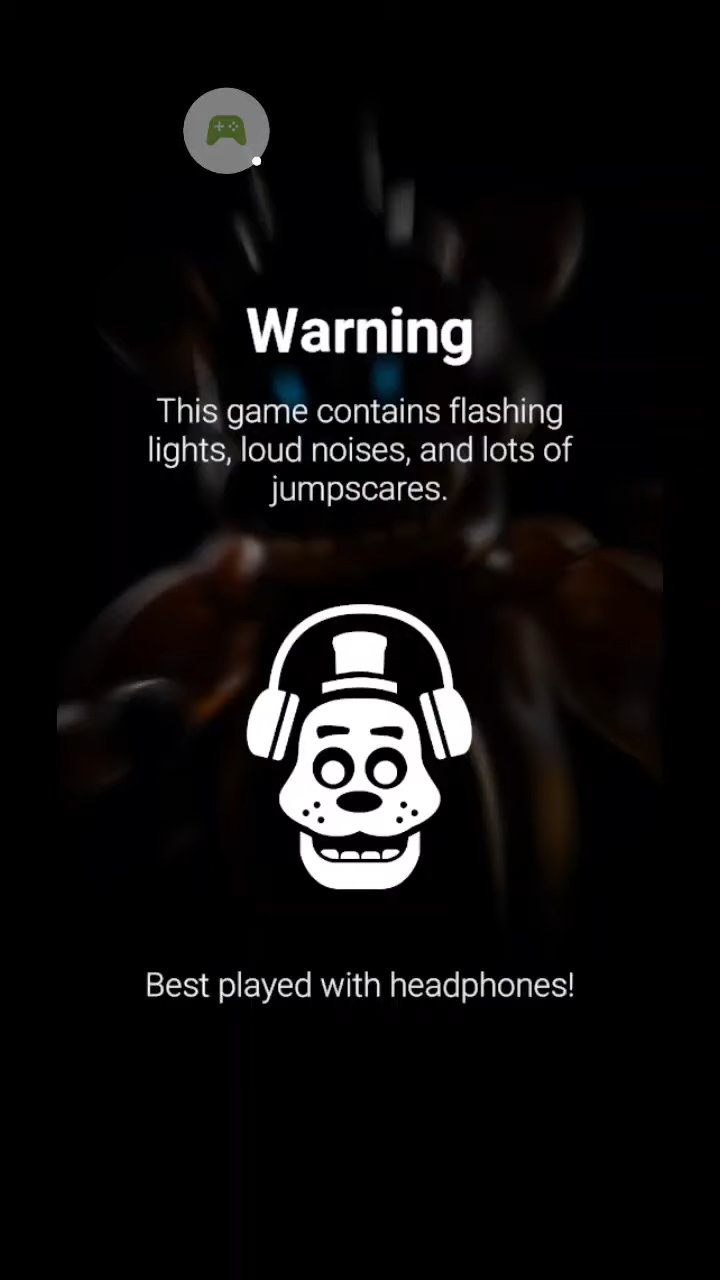 Warning
This game contains flashing
lights, loud noises, and lots of
jumpscares.
Best played with headphones!